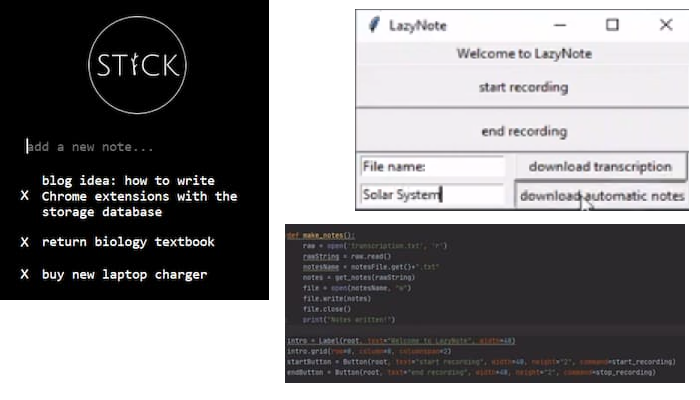 STICK
add a new note...
X blog idea: how to write
Chrome extensions with the
storage database
X return biology textbook
X buy new laptop charger
LazyNote
Welcome to LazyNote
start recording
end recording
File name:
download transcription
Solar System
download automatic notes
def make_notes():
raw = open('transcription.txt', 'r')
rawString = raw.read()
notesName = notesFile.get()+".txt"
notes = get_notes(rawString)
file = open(notesName, "w")
file.write(notes)
file.close()
print("Notes written!")
intro = Label(root, text="Welcome to LazyNote", width=40)
intro.grid(row=0, column=0, columnspan=2)
startButton = Button(root, text="start recording", width=40, height="2", command=start_recording)
endButton = Button(root, text="end recording", width=40, height="2", command=stop_recording)